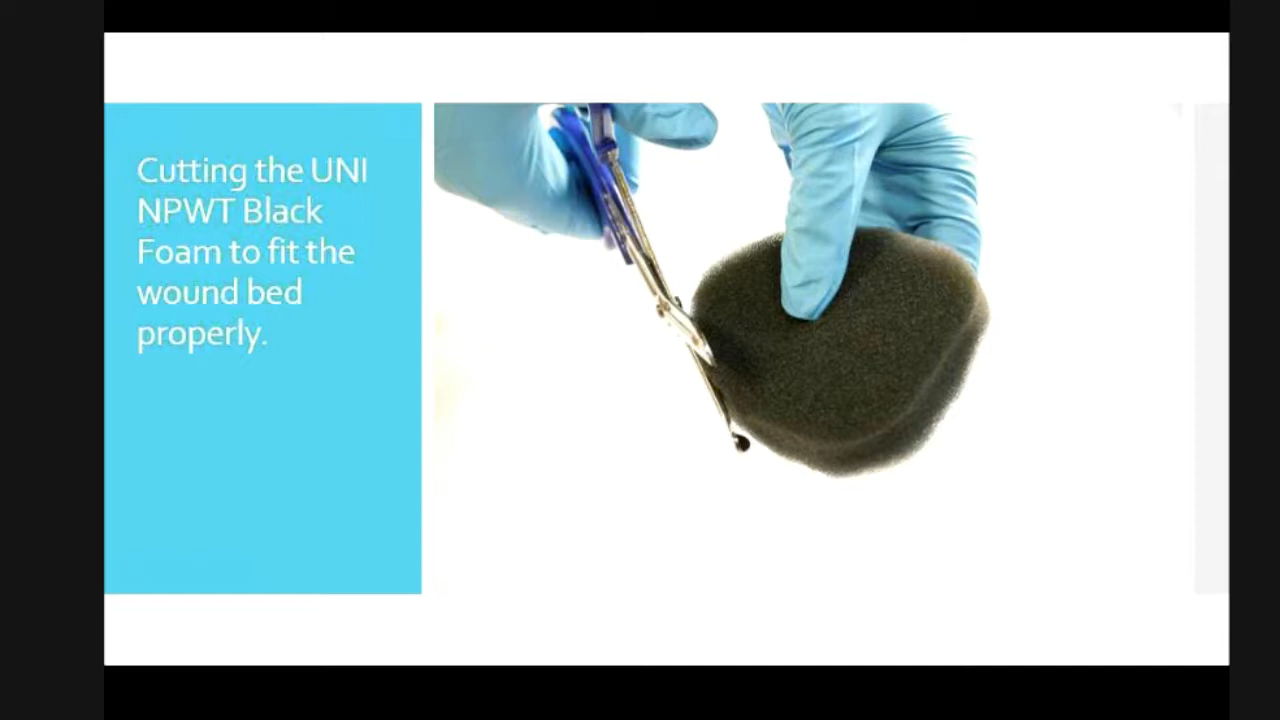 Cutting the UNI
NPWT Black
Foam to fit the
wound bed
properly.